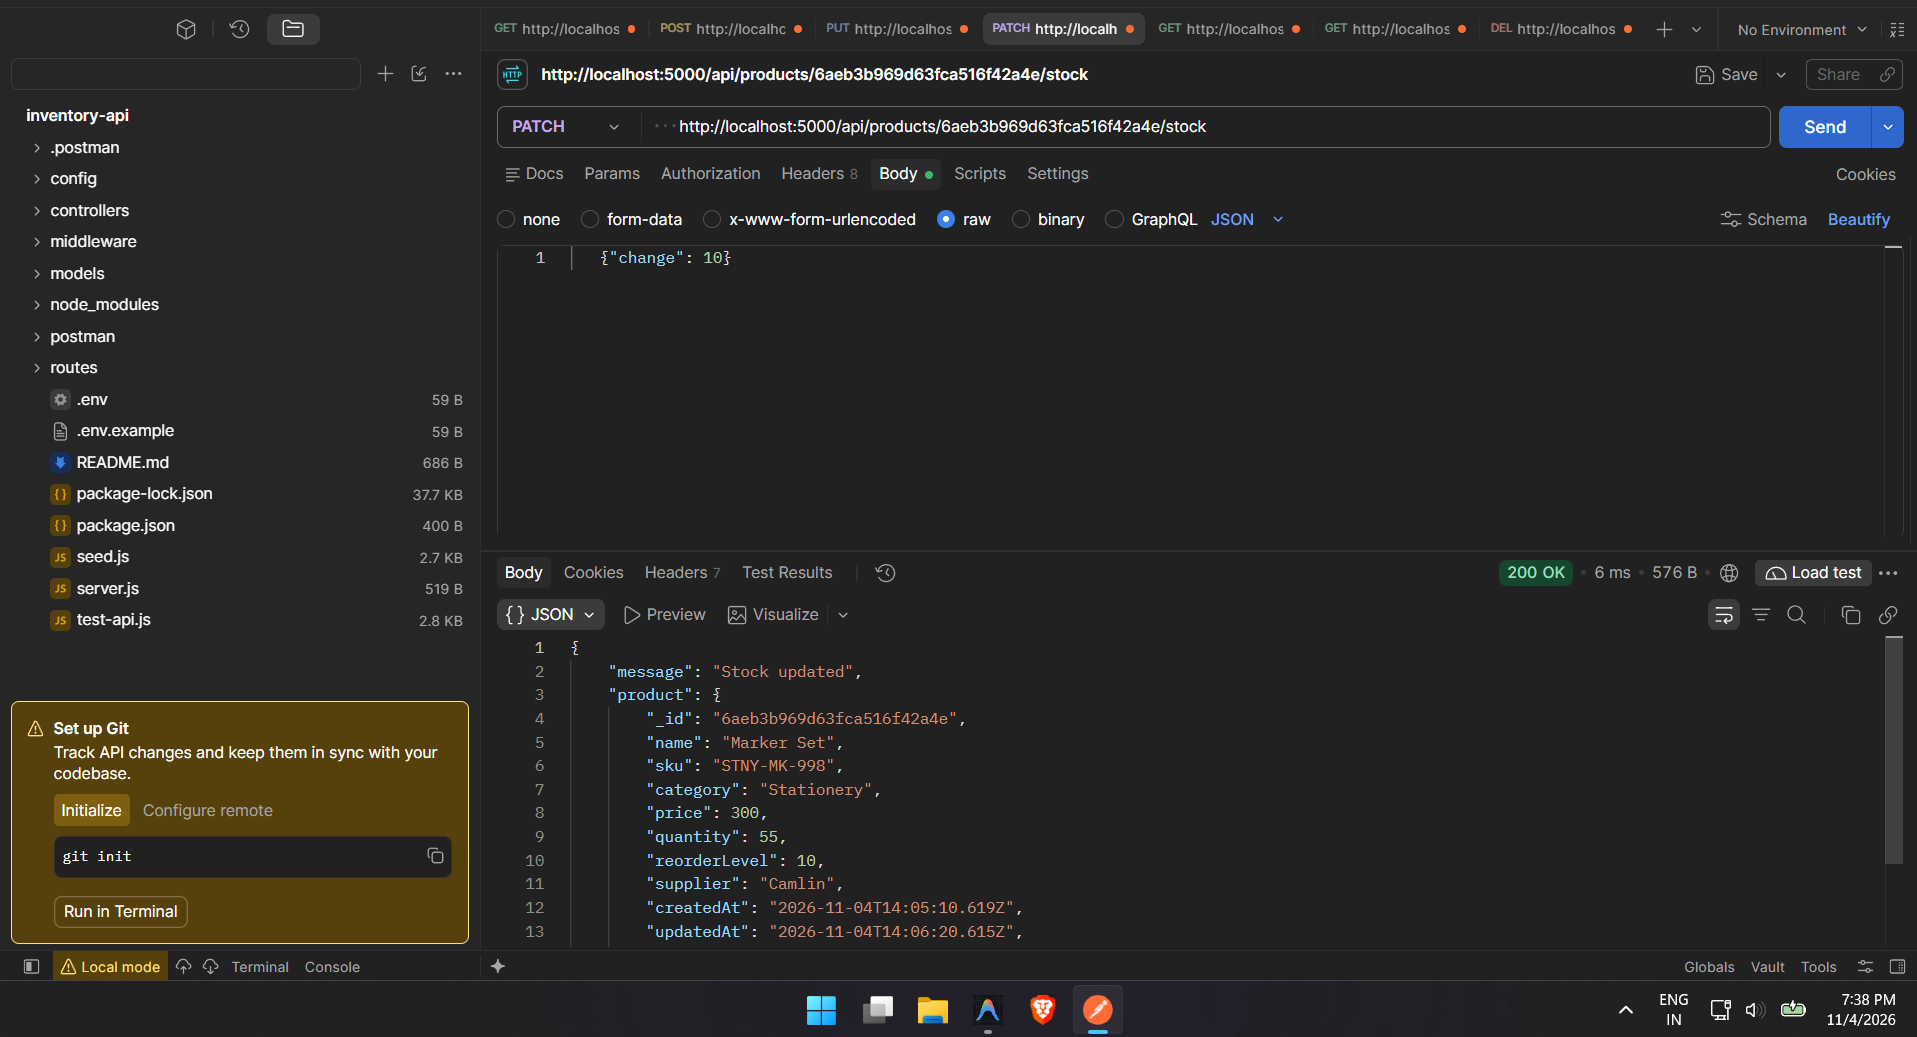 GET http://localhos
POST http://localhc
PUT http://localhos
PATCH http://localh
GET http://localhos
GET http://localhos
DEL http://localhos
No Environment
HTTP http://localhost:5000/api/products/6aeb3b969d63fca516f42a4e/stock
Save
Share
PATCH
http://localhost:5000/api/products/6aeb3b969d63fca516f42a4e/stock
Send
Docs
Params
Authorization
Headers 8
Body
Scripts
Settings
Cookies
none
form-data
x-www-form-urlencoded
raw
binary
GraphQL
JSON
Schema
Beautify
1 {"change": 10}
inventory-api
.postman
config
controllers
middleware
models
node_modules
postman
routes
.env 59 B
.env.example 59 B
README.md 686 B
{} package-lock.json 37.7 KB
{} package.json 400 B
JS seed.js 2.7 KB
JS server.js 519 B
JS test-api.js 2.8 KB
Set up Git
Track API changes and keep them in sync with your
codebase.
Initialize
Configure remote
git init
Run in Terminal
Body
Cookies
Headers 7
Test Results
200 OK
6 ms
576 B
Load test
{} JSON
Preview
Visualize
1 {
2 "message": "Stock updated",
3 "product": {
4 "_id": "6aeb3b969d63fca516f42a4e",
5 "name": "Marker Set",
6 "sku": "STNY-MK-998",
7 "category": "Stationery",
8 "price": 300,
9 "quantity": 55,
10 "reorderLevel": 10,
11 "supplier": "Camlin",
12 "createdAt": "2026-11-04T14:05:10.619Z",
13 "updatedAt": "2026-11-04T14:06:20.615Z",
Local mode
Terminal
Console
Globals
Vault
Tools
ENG
IN
7:38 PM
11/4/2026